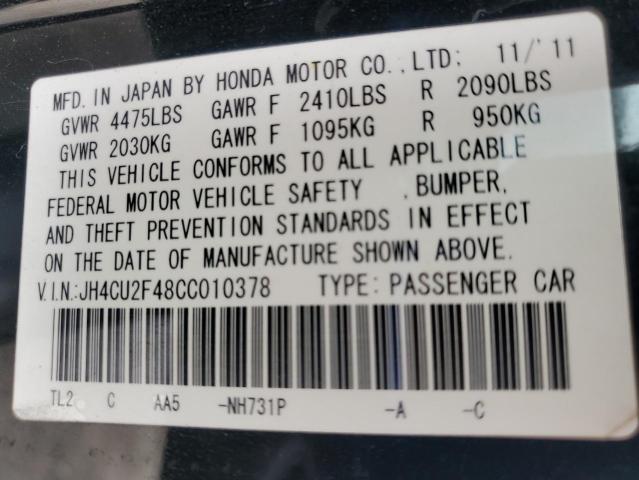 MFD. IN JAPAN BY HONDA MOTOR CO., LTD: 11/'11
GVWR 4475LBS GAWR F 2410LBS R 2090LBS
GVWR 2030KG GAWR F 1095KG R 950KG
THIS VEHICLE CONFORMS TO ALL APPLICABLE
FEDERAL MOTOR VEHICLE SAFETY ,BUMPER,
AND THEFT PREVENTION STANDARDS IN EFFECT
ON THE DATE OF MANUFACTURE SHOWN ABOVE.
V.I.N:JH4CU2F48CC010378 TYPE: PASSENGER CAR
TL2 C AA5 -NH731P -A -C